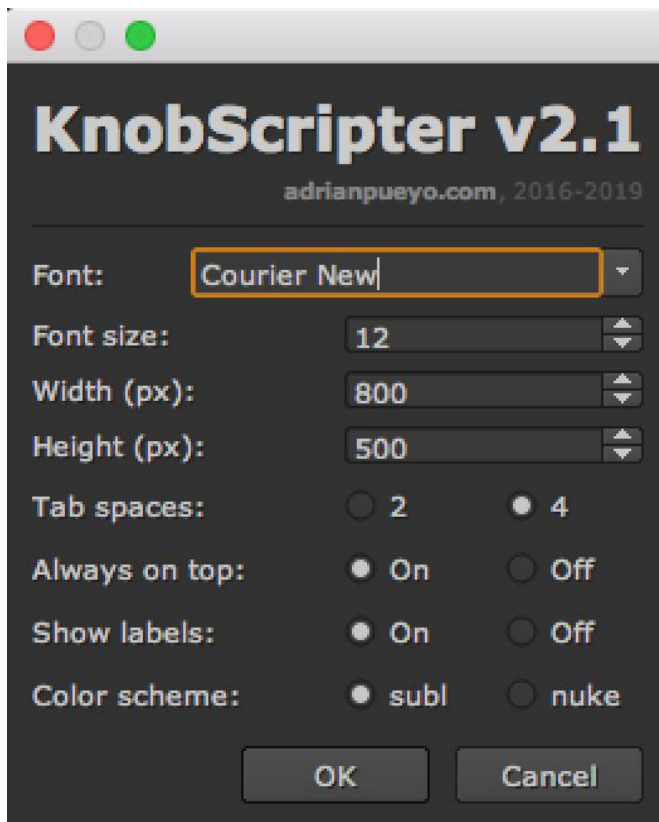 KnobScripter v2.1
adrianpueyo.com, 2016-2019
Font: Courier New
Font size: 12
Width (px): 800
Height (px): 500
Tab spaces: 2 4
Always on top: On Off
Show labels: On Off
Color scheme: subl nuke
OK Cancel